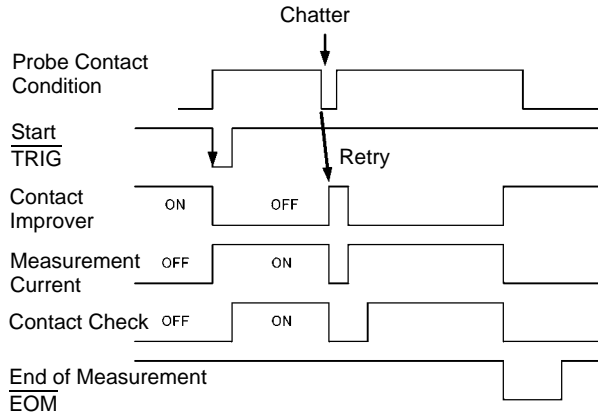 Chatter
Probe Contact
Condition
Start
TRIG
Retry
Contact
Improver
ON
OFF
Measurement
Current
OFF
ON
Contact Check
OFF
ON
End of Measurement
EOM